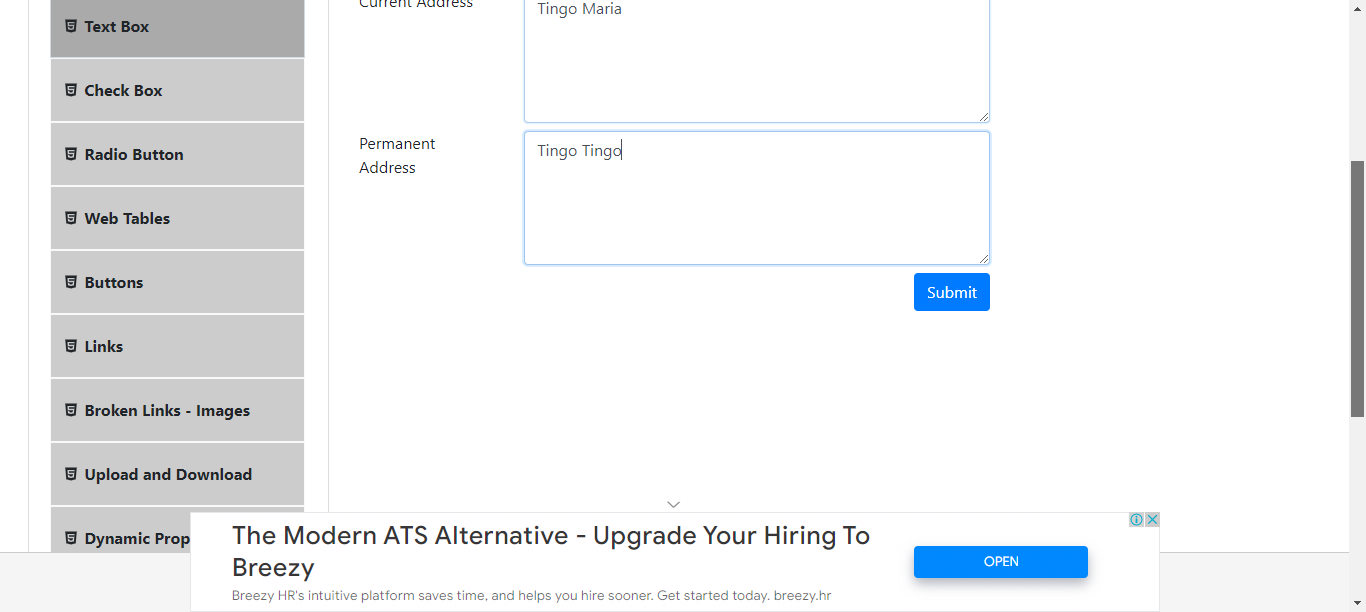 Text Box
Check Box
Radio Button
Web Tables
Buttons
Links
Broken Links - Images
Upload and Download
Dynamic Prop
Current Address
Tingo Maria
Permanent
Address
Tingo Tingo
Submit
The Modern ATS Alternative - Upgrade Your Hiring To
Breezy
Breezy HR's intuitive platform saves time, and helps you hire sooner. Get started today. breezy.hr
OPEN